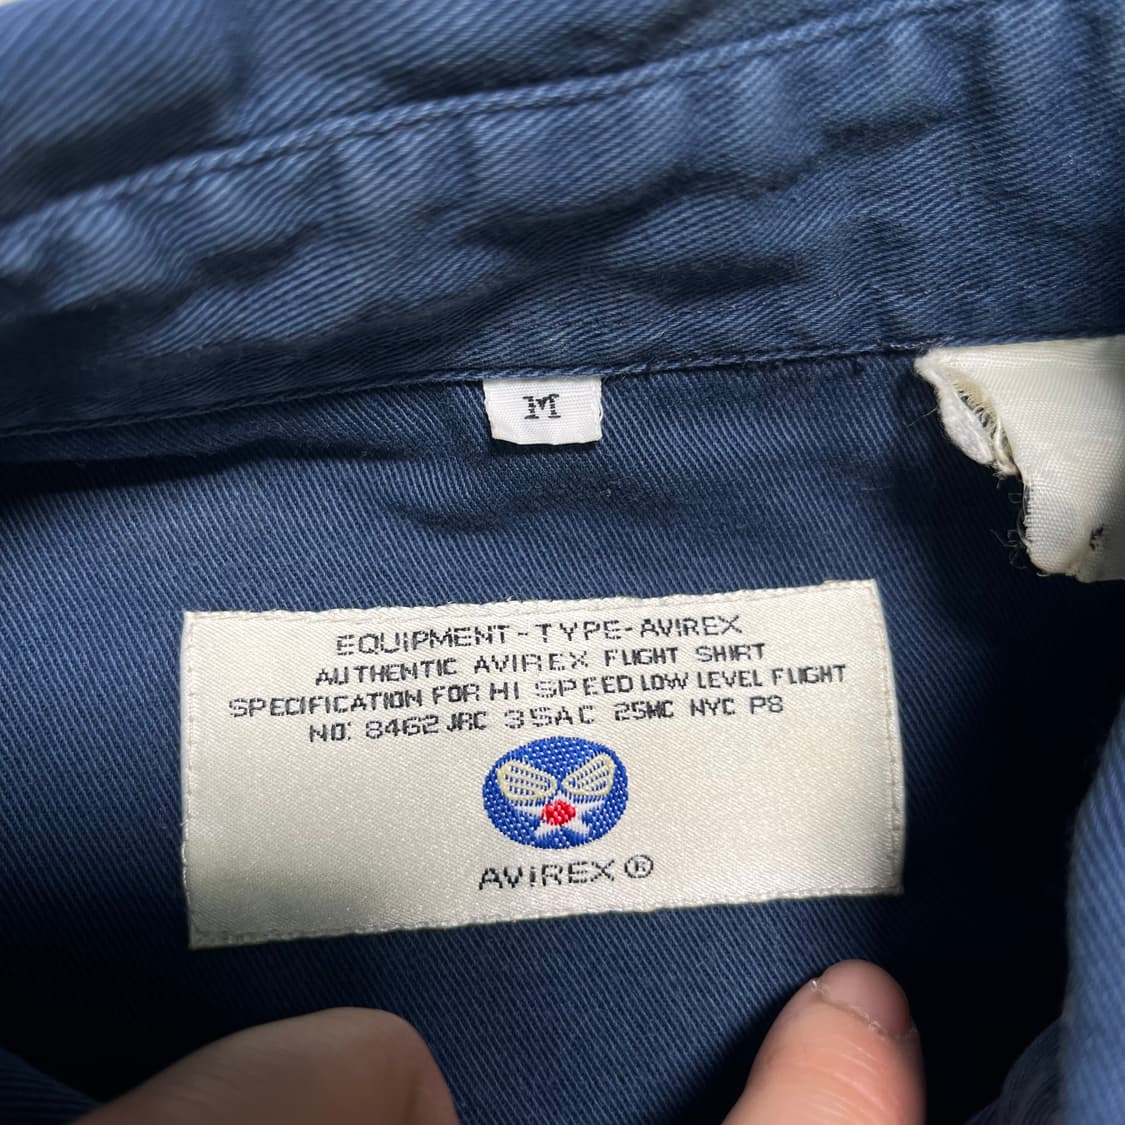 M
EQUIPMENT-TYPE-AVIREX
AUTHENTIC AVIREX FLIGHT SHIRT
SPECIFICATION FOR HI SPEED LOW LEVEL FLIGHT
NO: 8462 JRC 3SAC 25MC NYC PS
AVIREX®